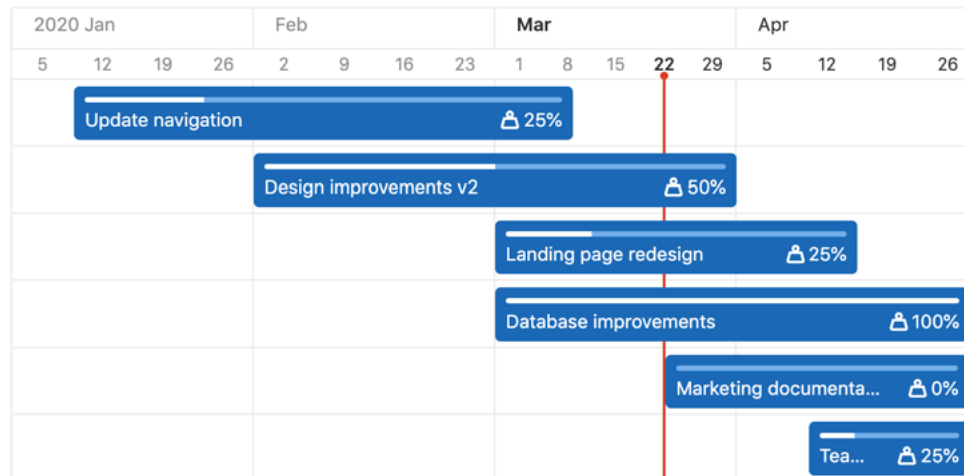 2020 Jan Feb Mar Apr
5 12 19 26 2 9 16 23 1 8 15 22 29 5 12 19 26
Update navigation 25%
Design improvements v2 50%
Landing page redesign 25%
Database improvements 100%
Marketing documenta... 0%
Tea... 25%